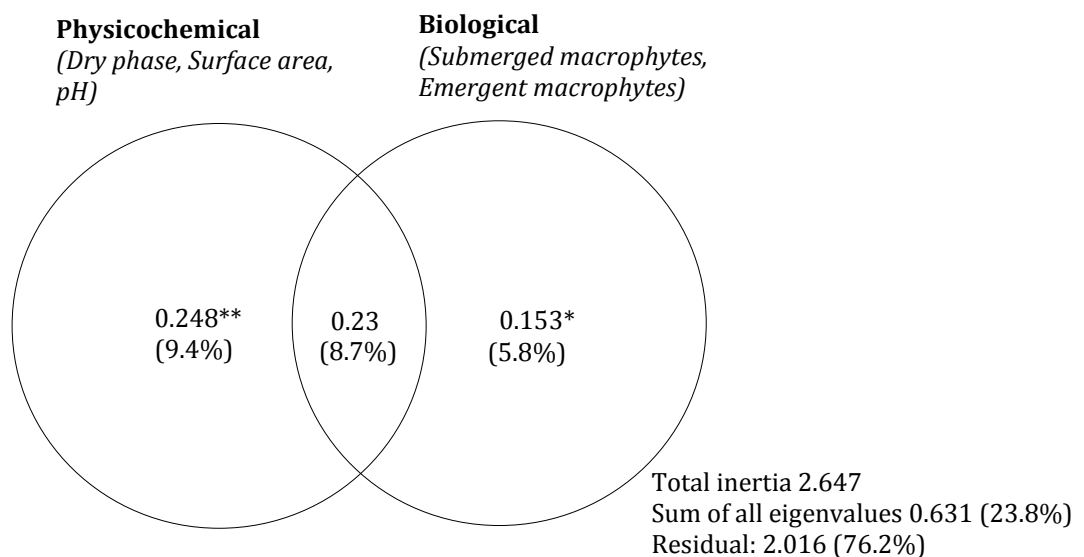 Physicochemical
(Dry phase, Surface area,
pH)
Biological
(Submerged macrophytes,
Emergent macrophytes)
0.248**
(9.4%)
0.23
(8.7%)
0.153*
(5.8%)
Total inertia 2.647
Sum of all eigenvalues 0.631 (23.8%)
Residual: 2.016 (76.2%)